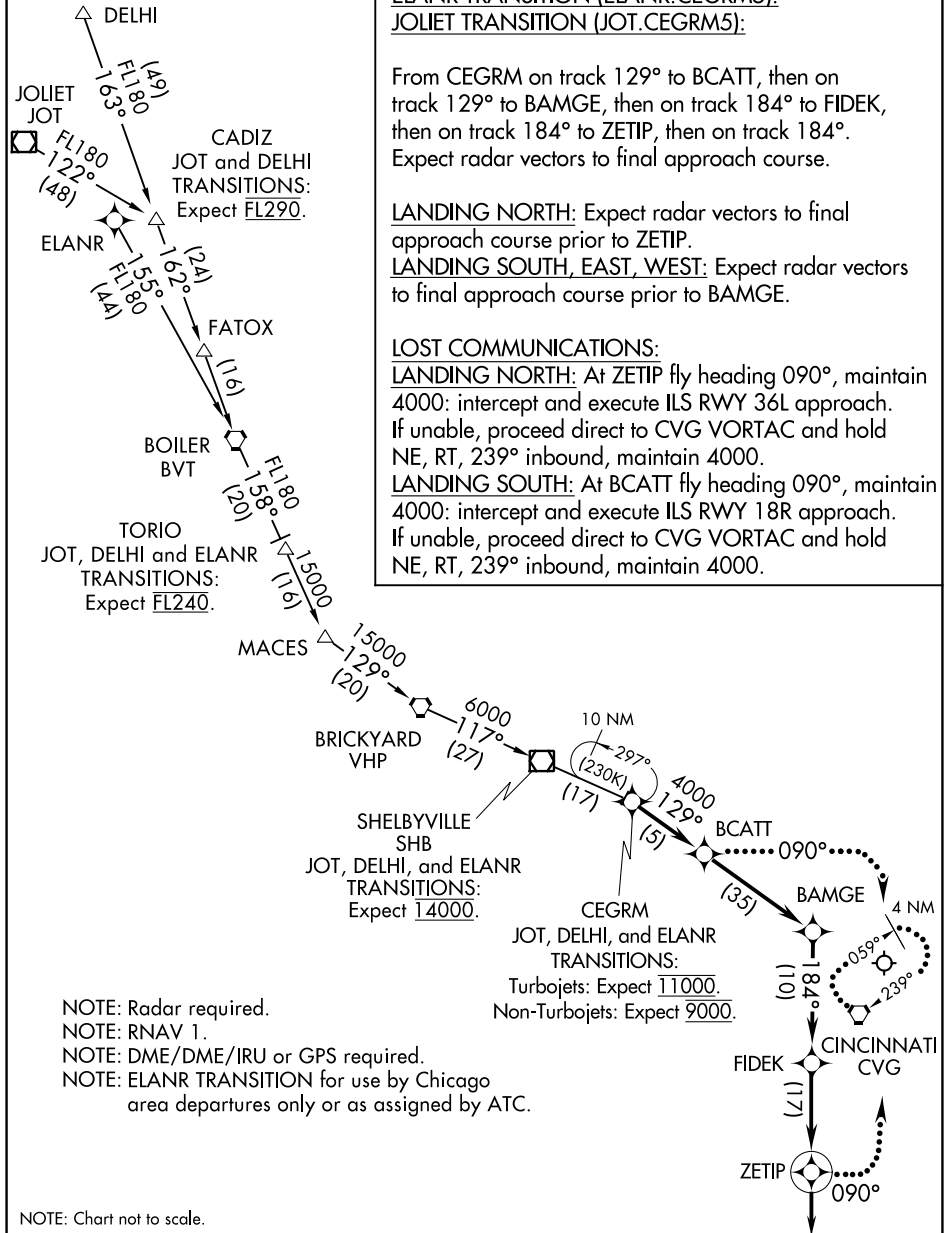 ELANR TRANSITION (ELANR.CEGRM5):
JOLIET TRANSITION (JOT.CEGRM5):
From CEGRM on track 129° to BCATT, then on
track 129° to BAMGE, then on track 184° to FIDEK,
then on track 184° to ZETIP, then on track 184°.
Expect radar vectors to final approach course.
LANDING NORTH: Expect radar vectors to final
approach course prior to ZETIP.
LANDING SOUTH, EAST, WEST: Expect radar vectors
to final approach course prior to BAMGE.
LOST COMMUNICATIONS:
LANDING NORTH: At ZETIP fly heading 090°, maintain
4000: intercept and execute ILS RWY 36L approach.
If unable, proceed direct to CVG VORTAC and hold
NE, RT, 239° inbound, maintain 4000.
LANDING SOUTH: At BCATT fly heading 090°, maintain
4000: intercept and execute ILS RWY 18R approach.
If unable, proceed direct to CVG VORTAC and hold
NE, RT, 239° inbound, maintain 4000.
DELHI
(49)
FL180
163°
JOLIET
JOT
FL180
122°
(48)
CADIZ
JOT and DELHI
TRANSITIONS:
Expect FL290.
ELANR
155°
FL180
(44)
(24)
162°
FATOX
(16)
BOILER
BVT
FL180
158°
(20)
TORIO
JOT, DELHI and ELANR
TRANSITIONS:
Expect FL240.
15000
(16)
MACES
15000
129°
(20)
BRICKYARD
VHP
6000
117°
(27)
10 NM
297°
(230K)
(17)
SHELBYVILLE
SHB
JOT, DELHI, and ELANR
TRANSITIONS:
Expect 14000.
4000
129°
(5)
BCATT
090°
(35)
CEGRM
JOT, DELHI, and ELANR
TRANSITIONS:
Turbojets: Expect 11000.
Non-Turbojets: Expect 9000.
BAMGE
4 NM
059°
239°
184°
(10)
CINCINNATI
CVG
FIDEK
(17)
ZETIP
090°
NOTE: Radar required.
NOTE: RNAV 1.
NOTE: DME/DME/IRU or GPS required.
NOTE: ELANR TRANSITION for use by Chicago
area departures only or as assigned by ATC.
NOTE: Chart not to scale.